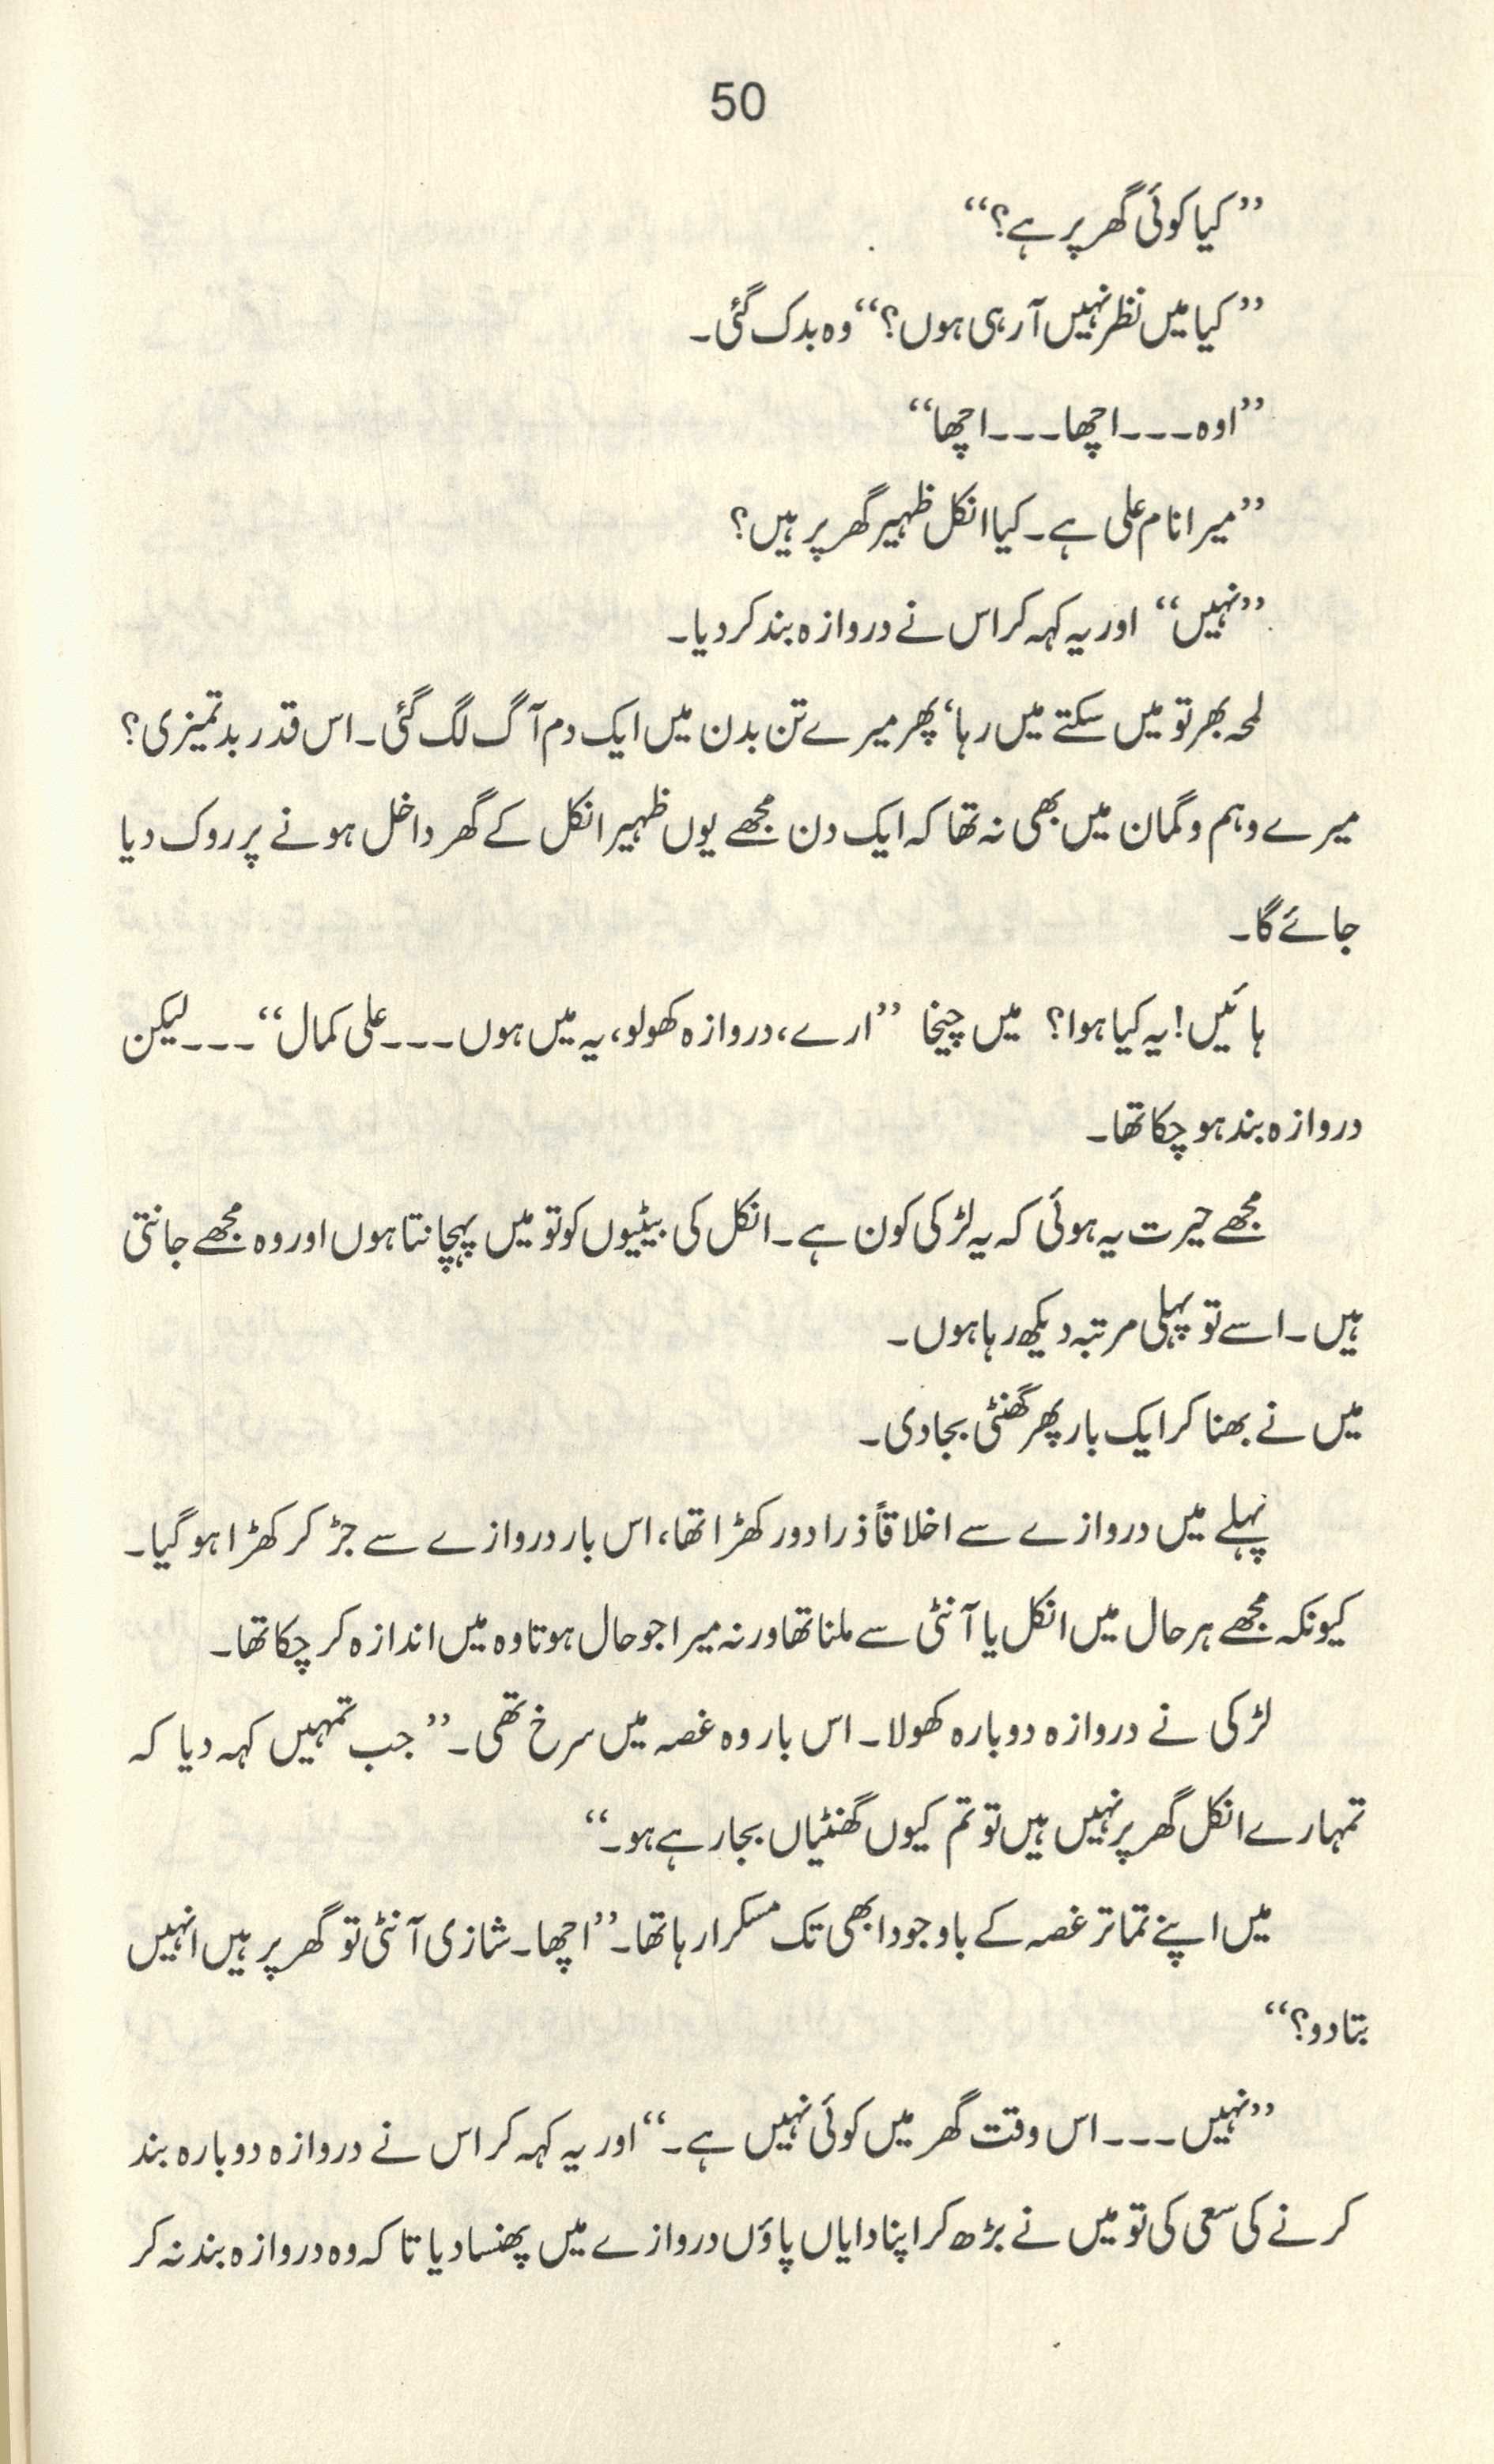 50
”کیا کوئی گھر پر ہے؟“
”کیا میں نظر نہیں آ رہی ہوں؟“ وہ بدک گئی۔
”اوہ۔۔۔اچھا۔۔۔اچھا“
”میرا نام علی ہے۔ کیا انکل ظہیر گھر پر ہیں؟
”نہیں“ اور یہ کہہ کر اس نے دروازہ بند کر دیا۔
لمحہ بھر تو میں سکتے میں رہا‘ پھر میرے تن بدن میں ایک دم آگ لگ گئی۔ اس قدر بدتمیزی؟
میرے وہم و گمان میں بھی نہ تھا کہ ایک دن مجھے یوں ظہیر انکل کے گھر داخل ہونے پر روک دیا
جائے گا۔
ہائیں! یہ کیا ہوا؟ میں چیخا ”ارے، دروازہ کھولو، یہ میں ہوں۔۔۔علی کمال“۔۔۔لیکن
دروازہ بند ہو چکا تھا۔
مجھے حیرت یہ ہوئی کہ یہ لڑکی کون ہے۔ انکل کی بیٹیوں کو تو میں پہچانتا ہوں اور وہ مجھے جانتی
ہیں۔ اسے تو پہلی مرتبہ دیکھ رہا ہوں۔
میں نے بھنا کر ایک بار پھر گھنٹی بجا دی۔
پہلے میں دروازے سے اخلاقاً ذرا دور کھڑا تھا، اس بار دروازے سے جڑ کر کھڑا ہو گیا۔
کیونکہ مجھے ہر حال میں انکل یا آنٹی سے ملنا تھا ورنہ میرا جو حال ہوتا وہ میں اندازہ کر چکا تھا۔
لڑکی نے دروازہ دوبارہ کھولا۔ اس بار وہ غصہ میں سرخ تھی۔ ”جب تمہیں کہہ دیا کہ
تمہارے انکل گھر پر نہیں ہیں تو تم کیوں گھنٹیاں بجا رہے ہو۔“
میں اپنے تمام تر غصہ کے باوجود ابھی تک مسکرا رہا تھا۔ ”اچھا۔ شازی آنٹی تو گھر پر ہیں انہیں
بتا دو؟“
”نہیں۔۔۔ اس وقت گھر میں کوئی نہیں ہے۔“ اور یہ کہہ کر اس نے دروازہ دوبارہ بند
کرنے کی سعی کی تو میں نے بڑھ کر اپنا دایاں پاؤں دروازے میں پھنسا دیا تا کہ وہ دروازہ بند نہ کر